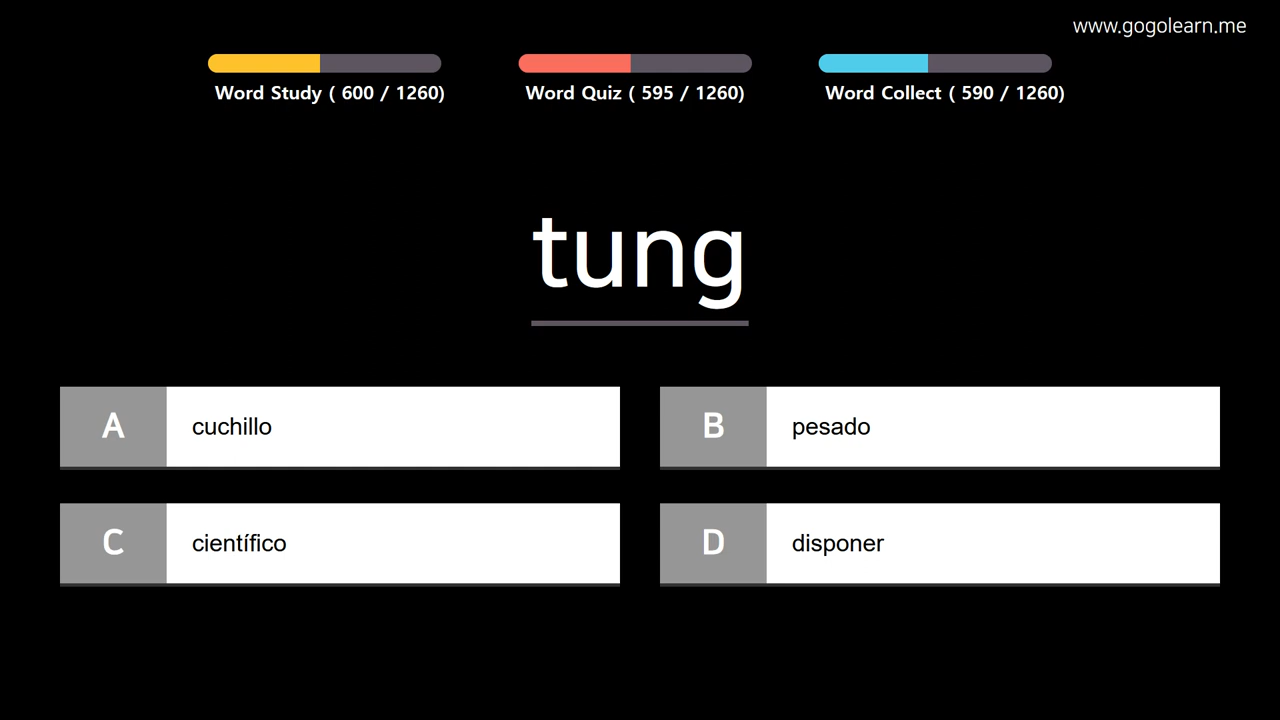 www.gogolearn.me
Word Study ( 600 / 1260)
Word Quiz ( 595 / 1260)
Word Collect ( 590 / 1260)
tung
A cuchillo
B pesado
C científico
D disponer